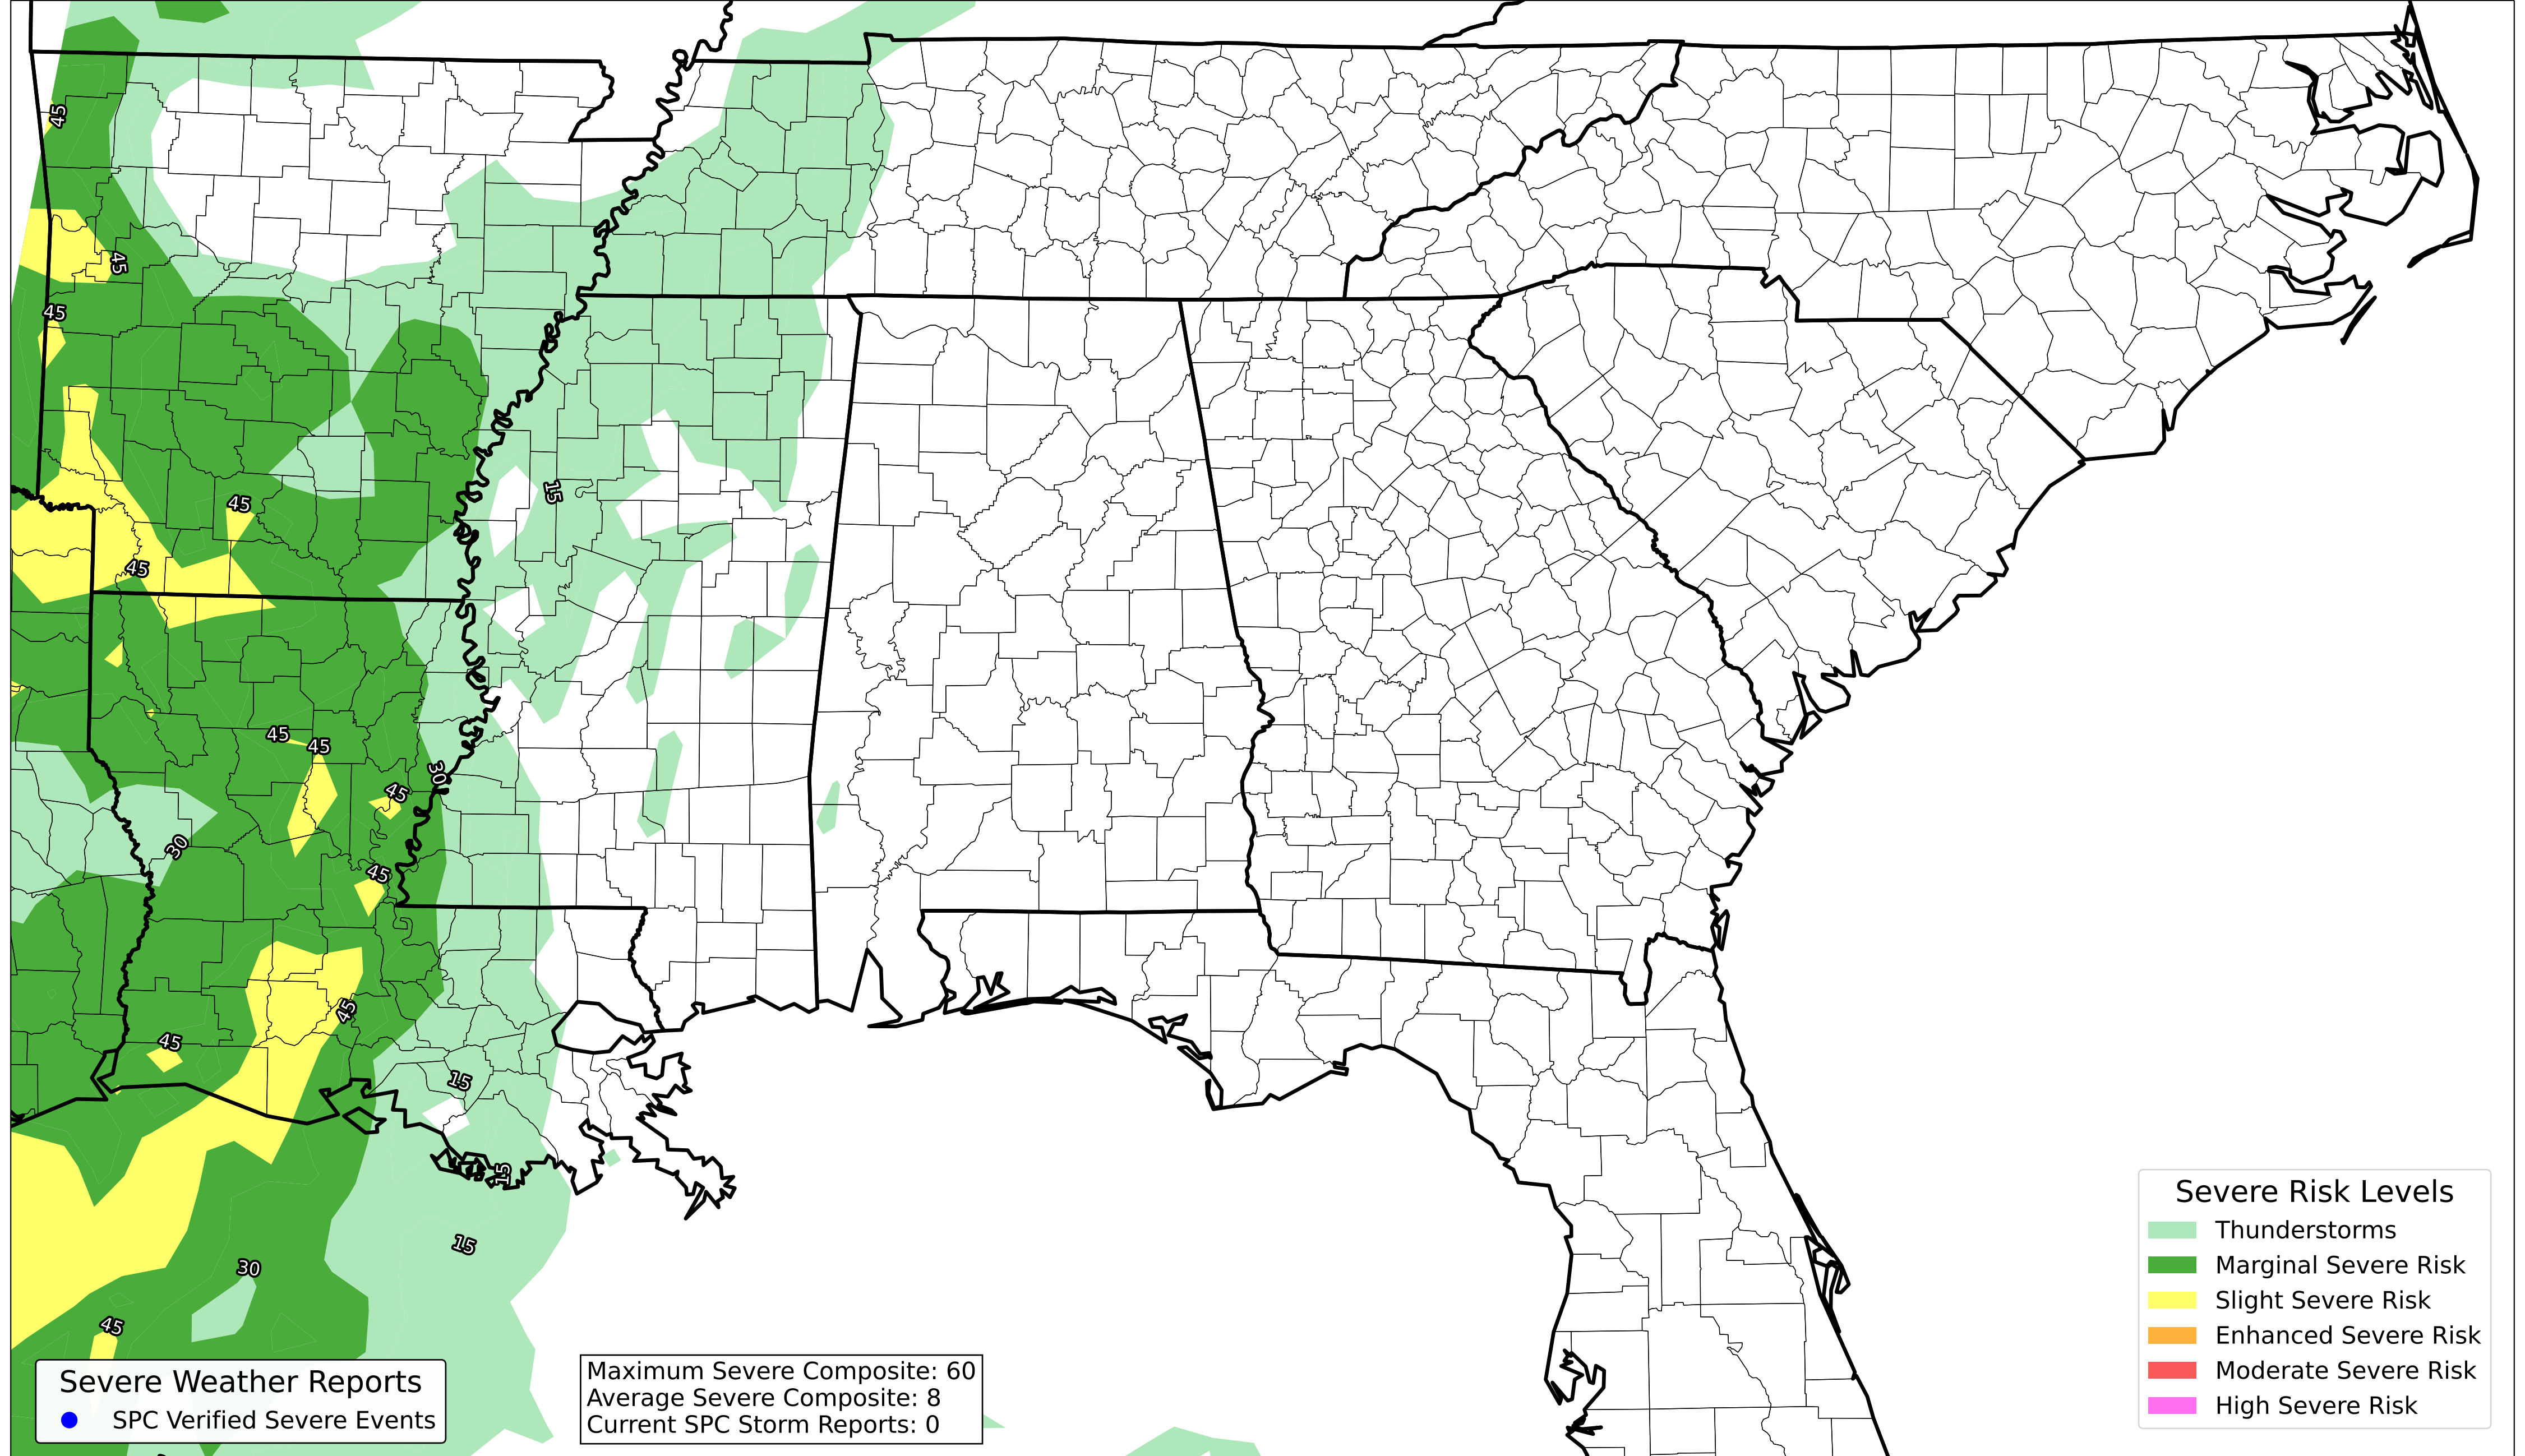 45
45
45
45
15
45
45
45
30
45
30
45
45
45
15
15
15
30
45
Severe Risk Levels
Thunderstorms
Marginal Severe Risk
Slight Severe Risk
Enhanced Severe Risk
Moderate Severe Risk
High Severe Risk
Severe Weather Reports
SPC Verified Severe Events
Maximum Severe Composite: 60
Average Severe Composite: 8
Current SPC Storm Reports: 0